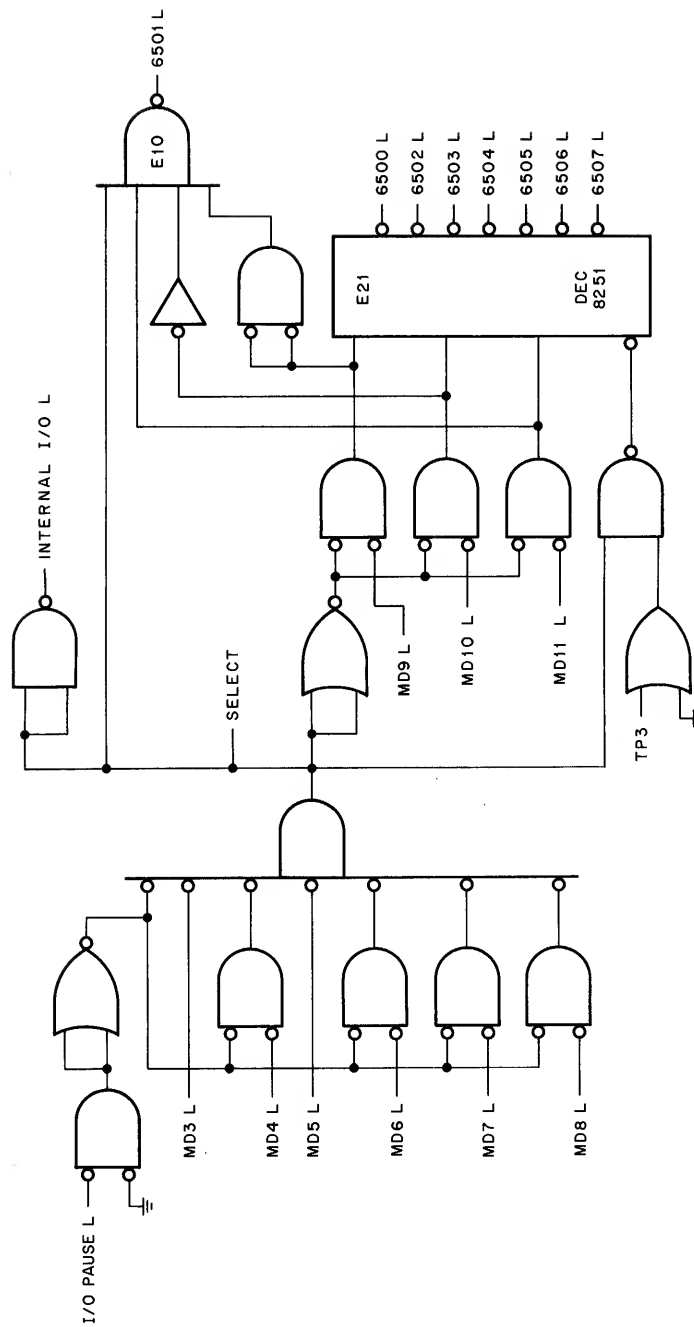 6501 L
E10
INTERNAL I/O L
6500 L
6502 L
6503 L
6504 L
6505 L
6506 L
6507 L
E21
DEC
8251
SELECT
MD9 L
MD10 L
MD11 L
TP3
I/O PAUSE L
MD3 L
MD4 L
MD5 L
MD6 L
MD7 L
MD8 L